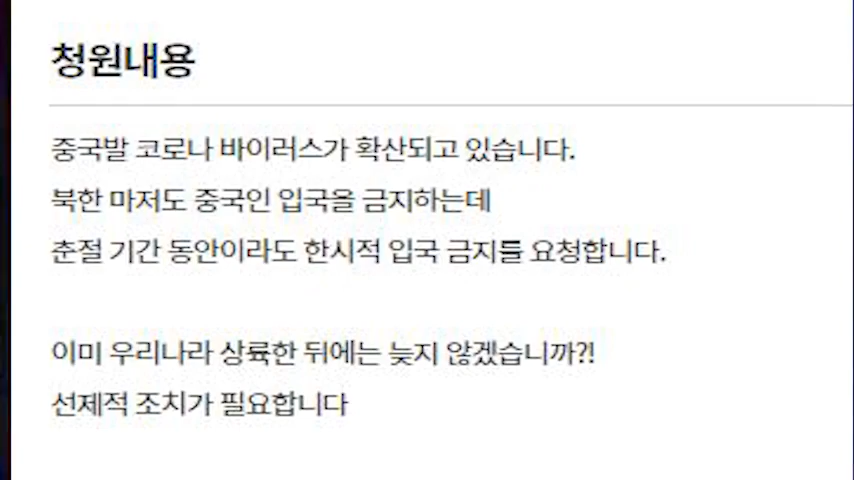 청원내용
중국발 코로나 바이러스가 확산되고 있습니다.
북한 마저도 중국인 입국을 금지하는데
춘절 기간 동안이라도 한시적 입국 금지를 요청합니다.
이미 우리나라 상륙한 뒤에는 늦지 않겠습니까?!
선제적 조치가 필요합니다